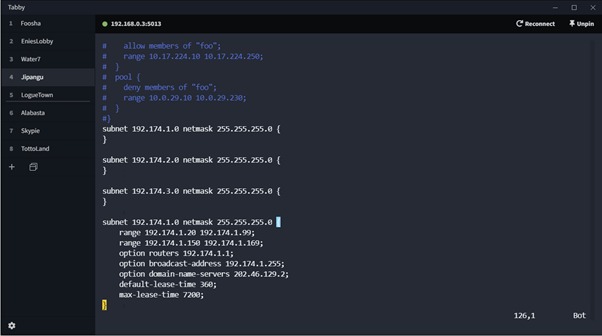 Tabby
1 Foosha
2 EniesLobby
3 Water7
4 Jipangu
5 LogueTown
6 Alabasta
7 Skypie
8 TottoLand
192.168.0.3:5013
Reconnect
Unpin
#    allow members of "foo";
#    range 10.17.224.10 10.17.224.250;
#  }
#  pool {
#    deny members of "foo";
#    range 10.0.29.10 10.0.29.230;
#  }
#}
subnet 192.174.1.0 netmask 255.255.255.0 {
}
subnet 192.174.2.0 netmask 255.255.255.0 {
}
subnet 192.174.3.0 netmask 255.255.255.0 {
}
subnet 192.174.1.0 netmask 255.255.255.0 {
    range 192.174.1.20 192.174.1.99;
    range 192.174.1.150 192.174.1.169;
    option routers 192.174.1.1;
    option broadcast-address 192.174.1.255;
    option domain-name-servers 202.46.129.2;
    default-lease-time 360;
    max-lease-time 7200;
}
126,1 Bot